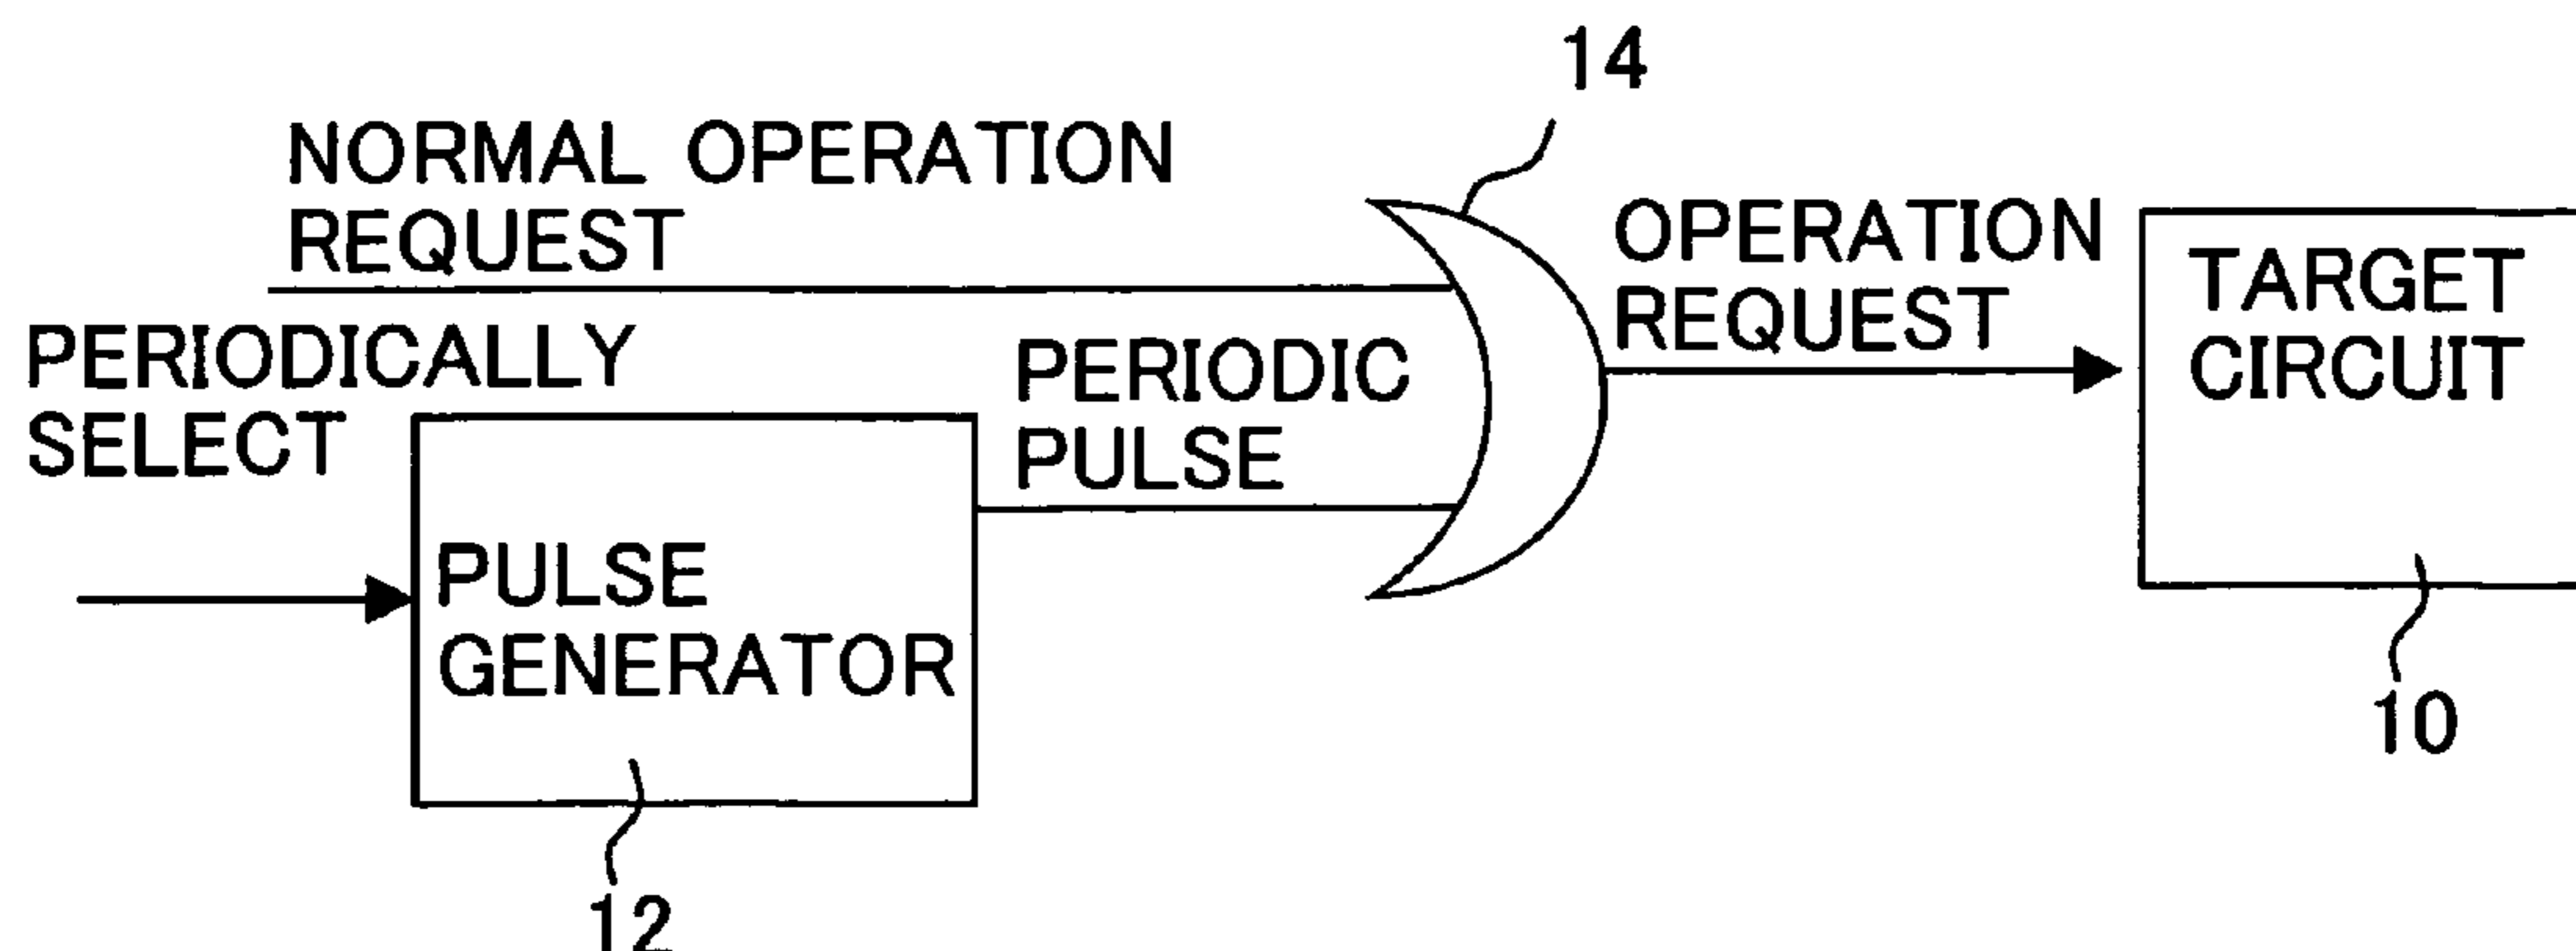 14
NORMAL OPERATION
REQUEST
OPERATION
REQUEST
TARGET
CIRCUIT
PERIODICALLY
SELECT
PERIODIC
PULSE
PULSE
GENERATOR
10
12